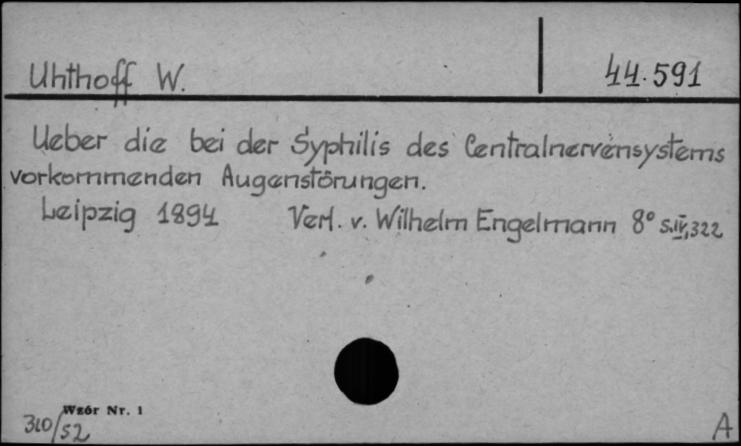 Uhthoff W.
44.591
Ueber die bei der Syphilis des Centralnervensystems
vorkommenden Augenstörungen.
Leipzig 1894 Verl. v. Wilhelm Engelmann 8° S.IV,322
Wzór Nr. 1
310/52
A